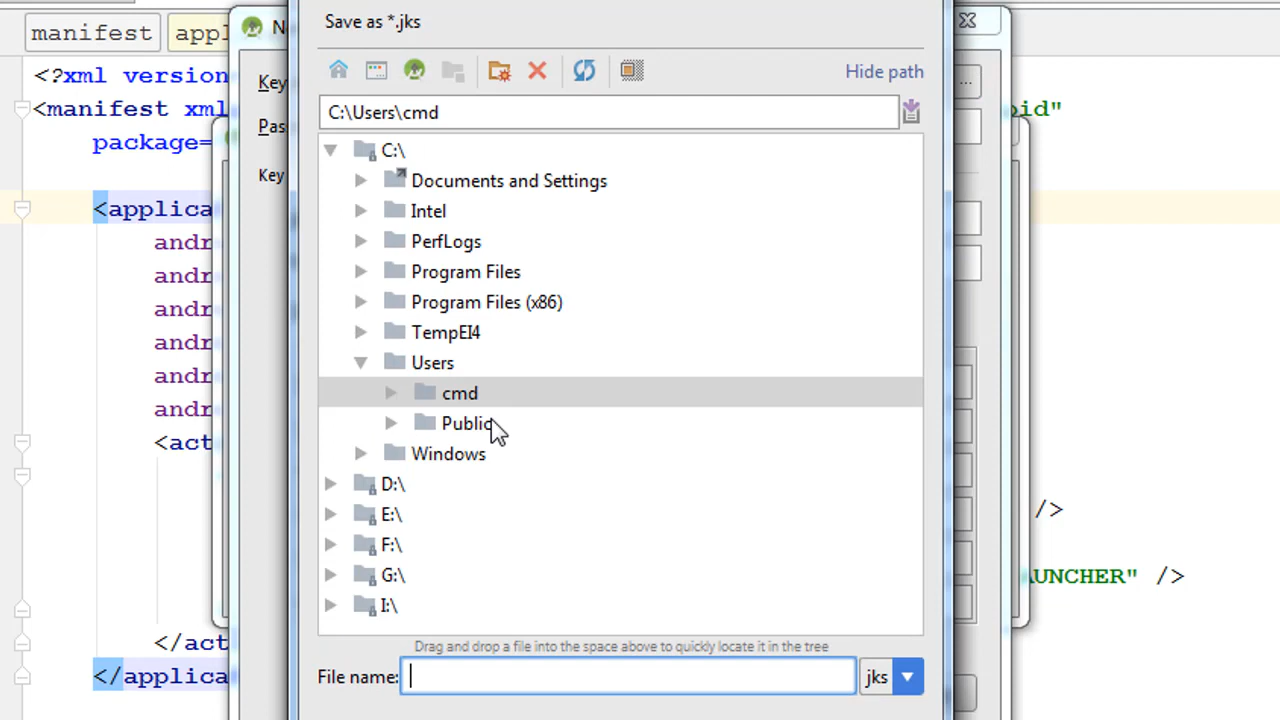 manifest appl
<?xml version
<manifest xml
package=
<applica
andr
andr
andr
andr
andr
andr
<act
</act
</applica
N
Key
Pas
Key
Save as *.jks
Hide path
C:\Users\cmd
C:\
Documents and Settings
Intel
PerfLogs
Program Files
Program Files (x86)
TempEI4
Users
cmd
Public
Windows
D:\
E:\
F:\
G:\
I:\
Drag and drop a file into the space above to quickly locate it in the tree
File name: jks
...
oid"
/>
AUNCHER" />